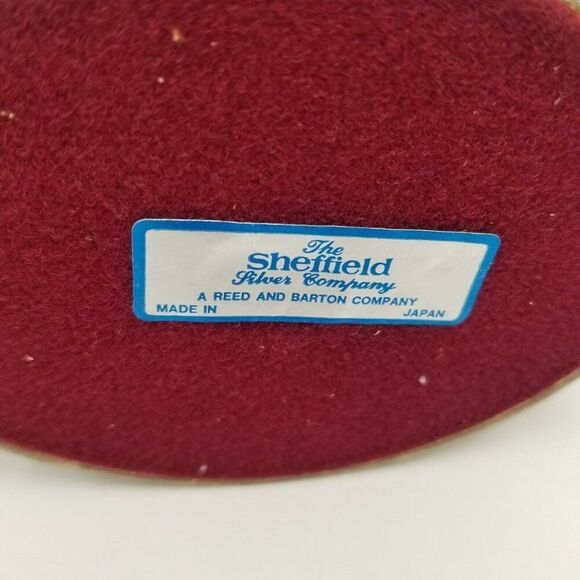 The
Sheffield
Silver Company
A REED AND BARTON COMPANY
MADE IN JAPAN